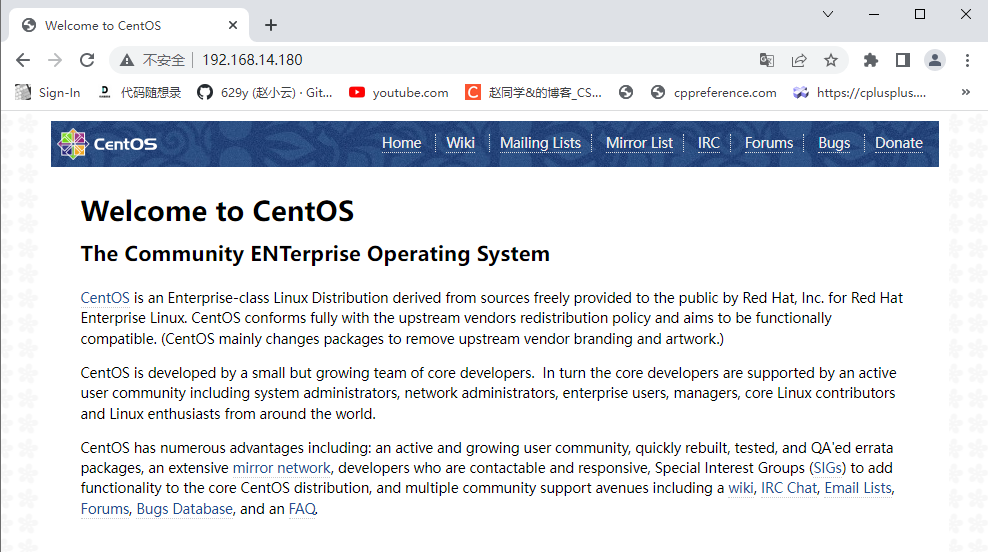 Welcome to CentOS
不安全 192.168.14.180
Sign-In 代码随想录 629y (赵小云) · Git... youtube.com 赵同学&的博客_CS... cppreference.com https://cplusplus....
CentOS Home Wiki Mailing Lists Mirror List IRC Forums Bugs Donate
Welcome to CentOS
The Community ENTerprise Operating System
CentOS is an Enterprise-class Linux Distribution derived from sources freely provided to the public by Red Hat, Inc. for Red Hat
Enterprise Linux. CentOS conforms fully with the upstream vendors redistribution policy and aims to be functionally
compatible. (CentOS mainly changes packages to remove upstream vendor branding and artwork.)
CentOS is developed by a small but growing team of core developers.  In turn the core developers are supported by an active
user community including system administrators, network administrators, enterprise users, managers, core Linux contributors
and Linux enthusiasts from around the world.
CentOS has numerous advantages including: an active and growing user community, quickly rebuilt, tested, and QA'ed errata
packages, an extensive mirror network, developers who are contactable and responsive, Special Interest Groups (SIGs) to add
functionality to the core CentOS distribution, and multiple community support avenues including a wiki, IRC Chat, Email Lists,
Forums, Bugs Database, and an FAQ.